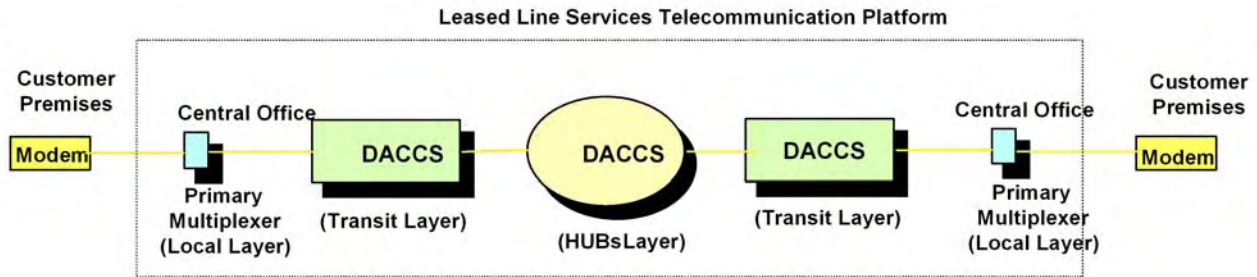 Leased Line Services Telecommunication Platform
Customer
Premises
Modem
Central Office
Primary
Multiplexer
(Local Layer)
DACCS
(Transit Layer)
DACCS
(HUBsLayer)
DACCS
(Transit Layer)
Central Office
Primary
Multiplexer
(Local Layer)
Customer
Premises
Modem